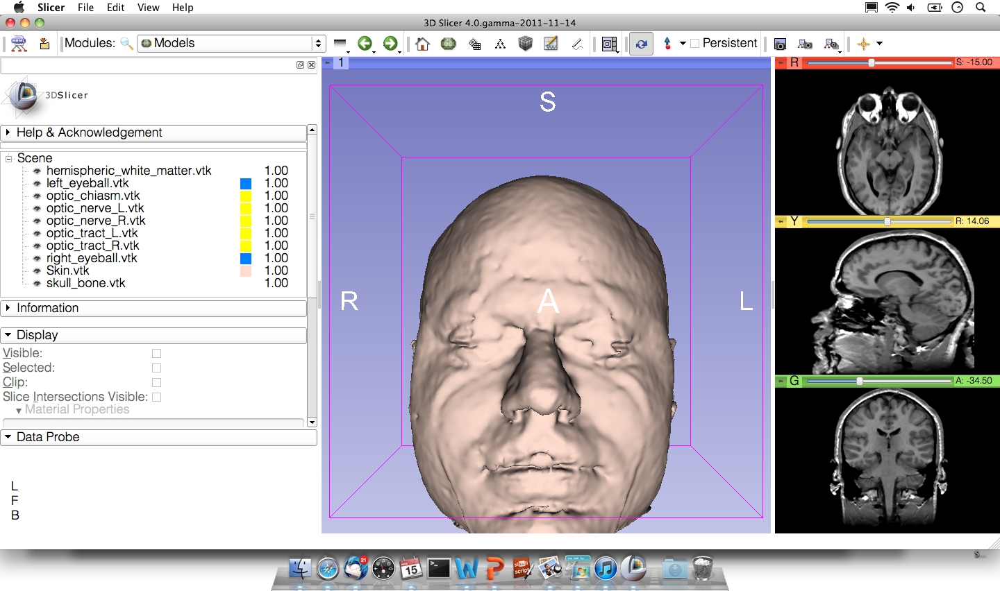 Slicer File Edit View Help
3D Slicer 4.0.gamma-2011-11-14
Modules: Models Persistent
1
3DSlicer
Help & Acknowledgement
Scene
hemispheric_white_matter.vtk 1.00
left_eyeball.vtk 1.00
optic_chiasm.vtk 1.00
optic_nerve_L.vtk 1.00
optic_nerve_R.vtk 1.00
optic_tract_L.vtk 1.00
optic_tract_R.vtk 1.00
right_eyeball.vtk 1.00
Skin.vtk 1.00
skull_bone.vtk 1.00
Information
Display
Visible:
Selected:
Clip:
Slice Intersections Visible:
Material Properties
Data Probe
L
F
B
S
R A L
R S: -15.00
Y R: 14.06
G A: -34.50
S...
21
NOV
15
W
P
script